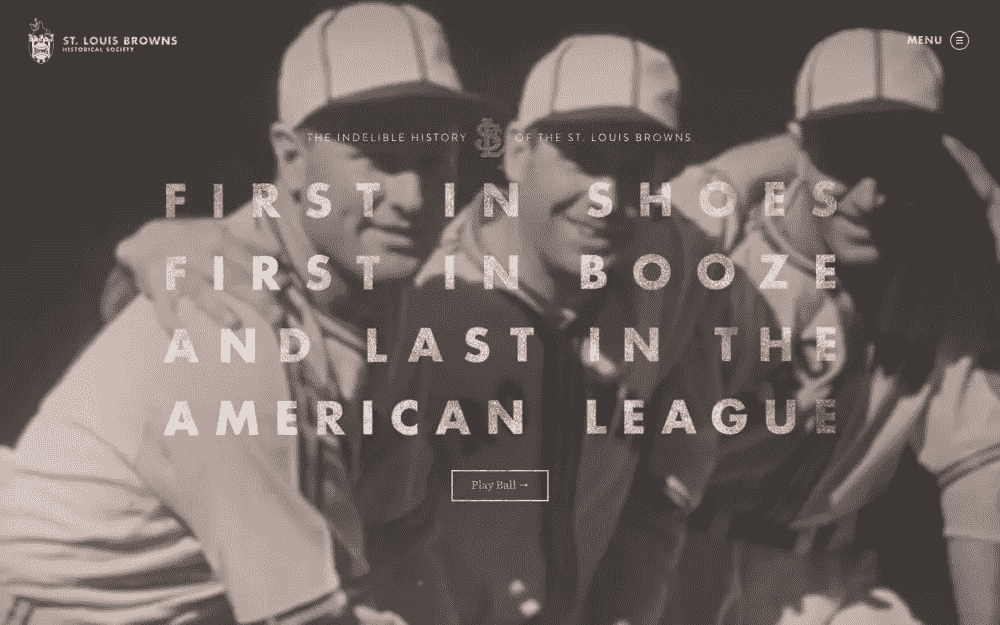 ST. LOUIS BROWNS
HISTORICAL SOCIETY
MENU
THE INDELIBLE HISTORY OF THE ST. LOUIS BROWNS
FIRST IN SHOES
FIRST IN BOOZE
AND LAST IN THE
AMERICAN LEAGUE
Play Ball →